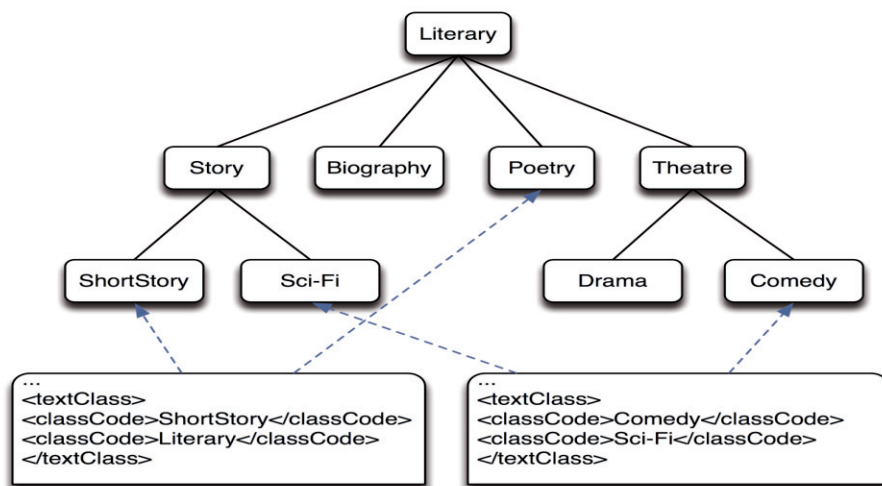 Literary
Story Biography Poetry Theatre
ShortStory Sci-Fi Drama Comedy
...
<textClass>
<classCode>ShortStory</classCode>
<classCode>Literary</classCode>
</textClass>
...
<textClass>
<classCode>Comedy</classCode>
<classCode>Sci-Fi</classCode>
</textClass>